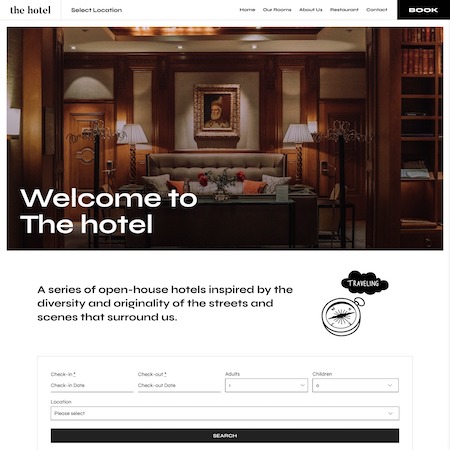 the hotel
Select Location
Home
Our Rooms
About Us
Restaurant
Contact
BOOK
Welcome to
The hotel
A series of open-house hotels inspired by the
diversity and originality of the streets and
scenes that surround us.
TRAVELING
Check-in *
Check-out *
Adults
Children
Check-in Date
Check-out Date
1
0
Location
Please select
SEARCH